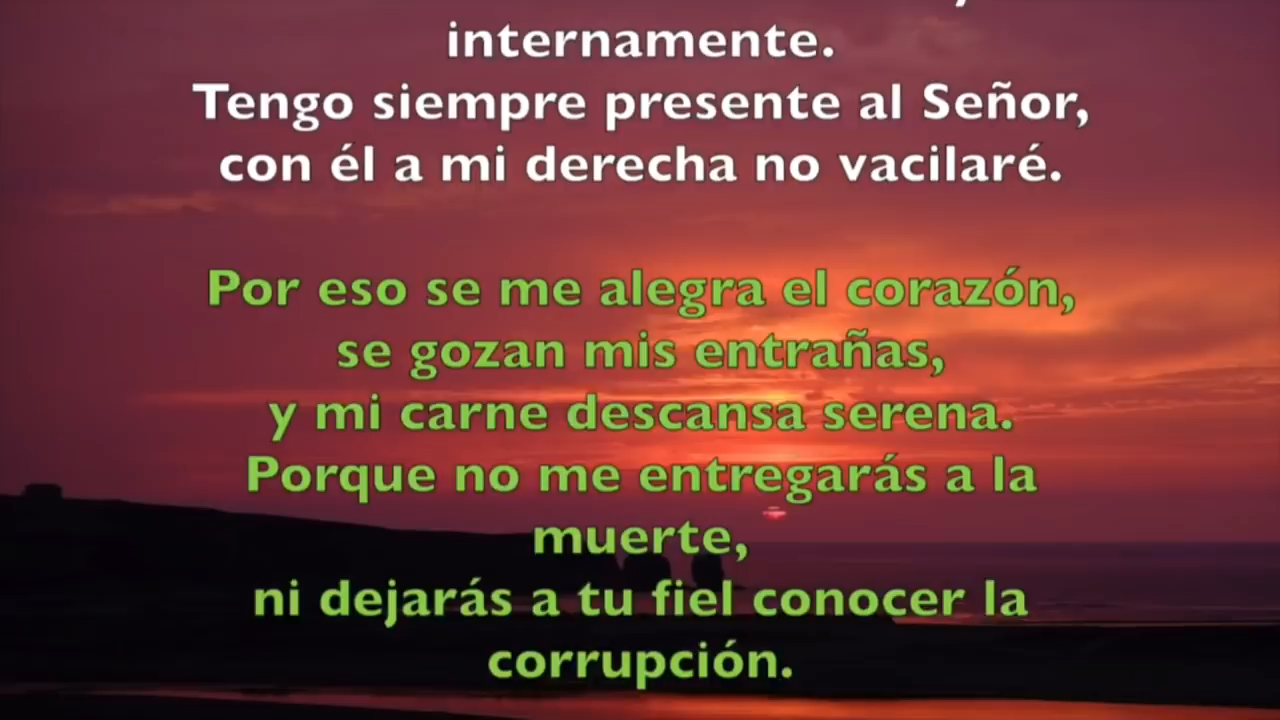 internamente.
Tengo siempre presente al Señor,
con él a mi derecha no vacilaré.
Por eso se me alegra el corazón,
se gozan mis entrañas,
y mi carne descansa serena.
Porque no me entregarás a la
muerte,
ni dejarás a tu fiel conocer la
corrupción.